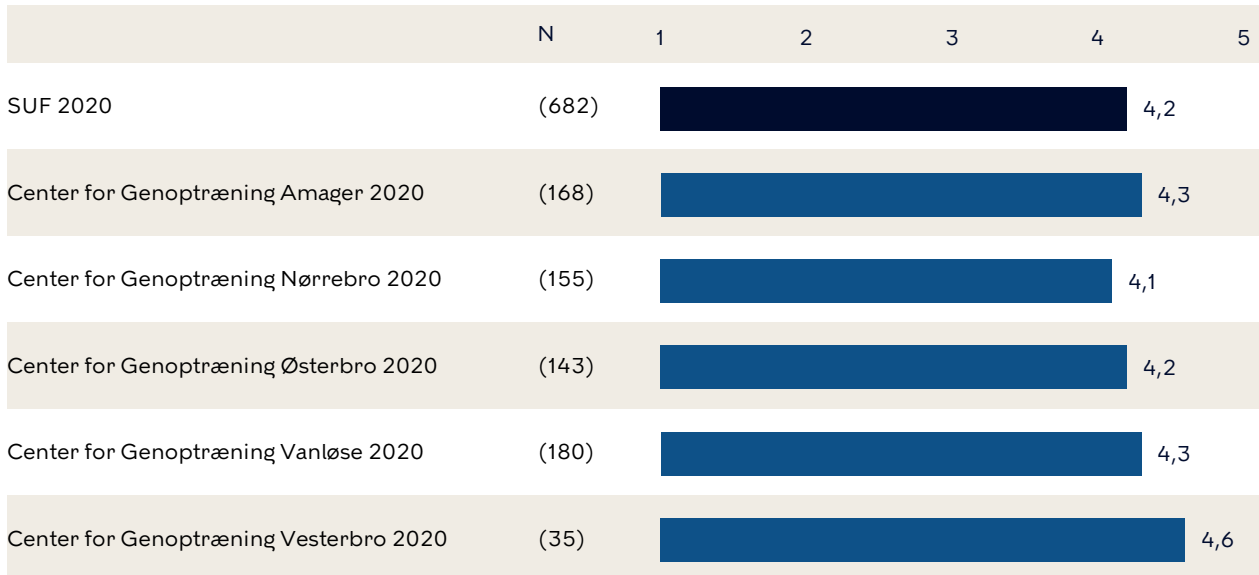 N 1 2 3 4 5
SUF 2020 (682) 4,2
Center for Genoptræning Amager 2020 (168) 4,3
Center for Genoptræning Nørrebro 2020 (155) 4,1
Center for Genoptræning Østerbro 2020 (143) 4,2
Center for Genoptræning Vanløse 2020 (180) 4,3
Center for Genoptræning Vesterbro 2020 (35) 4,6